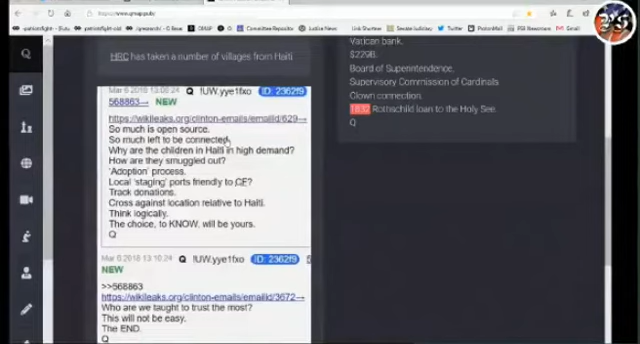 https://www.qmap.pub/
HRC has taken a number of villages from Haiti
Mar 6 2018 13:00:24 Q !UW.yye1fxo ID: 2362f9
568863→ NEW
https://wikileaks.org/clinton-emails/emailid/629→
So much is open source.
So much left to be connected.
Why are the children in Haiti in high demand?
How are they smuggled out?
'Adoption' process.
Local 'staging' ports friendly to CF?
Track donations.
Cross against location relative to Haiti.
Think logically.
The choice, to KNOW, will be yours.
Q
Mar 6 2018 13:10:24 Q !UW.yye1fxo ID: 2362f9
NEW
>>568863
https://wikileaks.org/clinton-emails/emailid/3672→
Who are we taught to trust the most?
This will not be easy.
The END.
Q
Vatican bank.
$229B.
Board of Superintendence.
Supervisory Commission of Cardinals
Clown connection.
1832 Rothschild loan to the Holy See.
Q